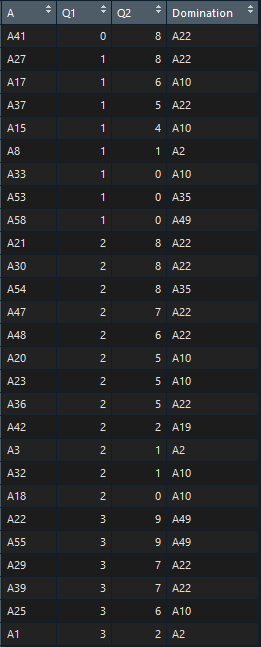 A Q1 Q2 Domination
A41 0 8 A22
A27 1 8 A22
A17 1 6 A10
A37 1 5 A22
A15 1 4 A10
A8 1 1 A2
A33 1 0 A10
A53 1 0 A35
A58 1 0 A49
A21 2 8 A22
A30 2 8 A22
A54 2 8 A35
A47 2 7 A22
A48 2 6 A22
A20 2 5 A10
A23 2 5 A10
A36 2 5 A22
A42 2 2 A19
A3 2 1 A2
A32 2 1 A10
A18 2 0 A10
A22 3 9 A49
A55 3 9 A49
A29 3 7 A22
A39 3 7 A22
A25 3 6 A10
A1 3 2 A2